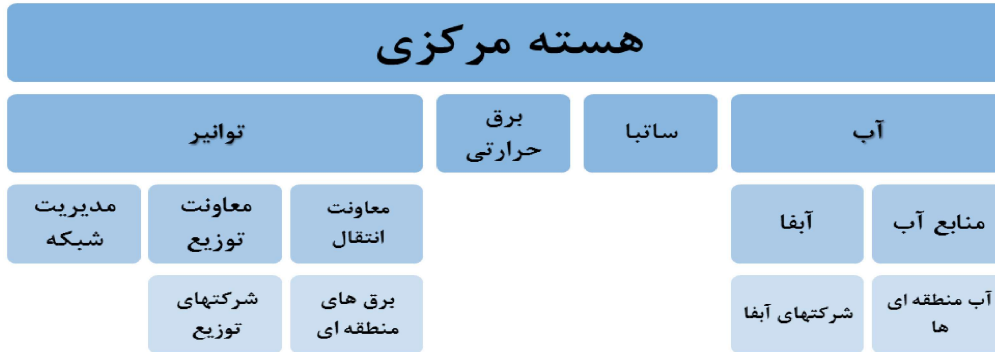 هسته مرکزی
آب
ساتبا
برق
حرارتی
توانیر
منابع آب
آبفا
معاونت
انتقال
معاونت
توزیع
مدیریت
شبکه
آب منطقه ای
ها
شرکتهای آبفا
برق های
منطقه ای
شرکتهای
توزیع